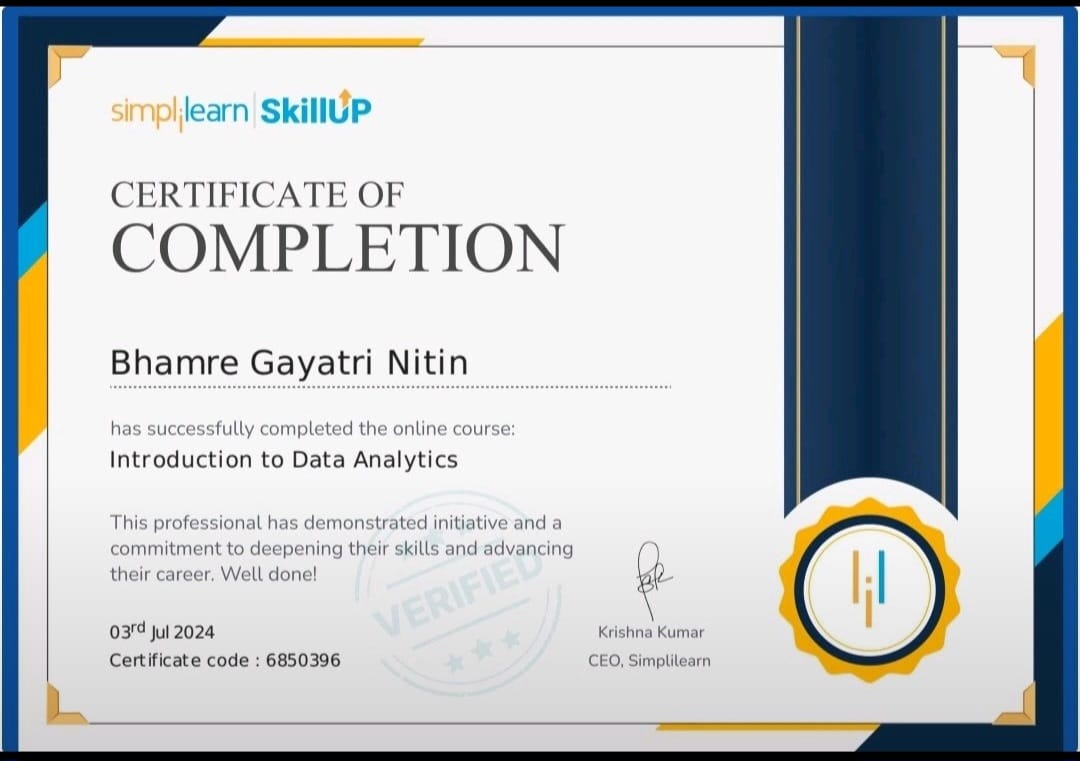 simplilearn | SkillUP
CERTIFICATE OF
COMPLETION
Bhamre Gayatri Nitin
has successfully completed the online course:
Introduction to Data Analytics
This professional has demonstrated initiative and a
commitment to deepening their skills and advancing
their career. Well done!
VERIFIED
03rd Jul 2024
Certificate code : 6850396
Krishna Kumar
CEO, Simplilearn